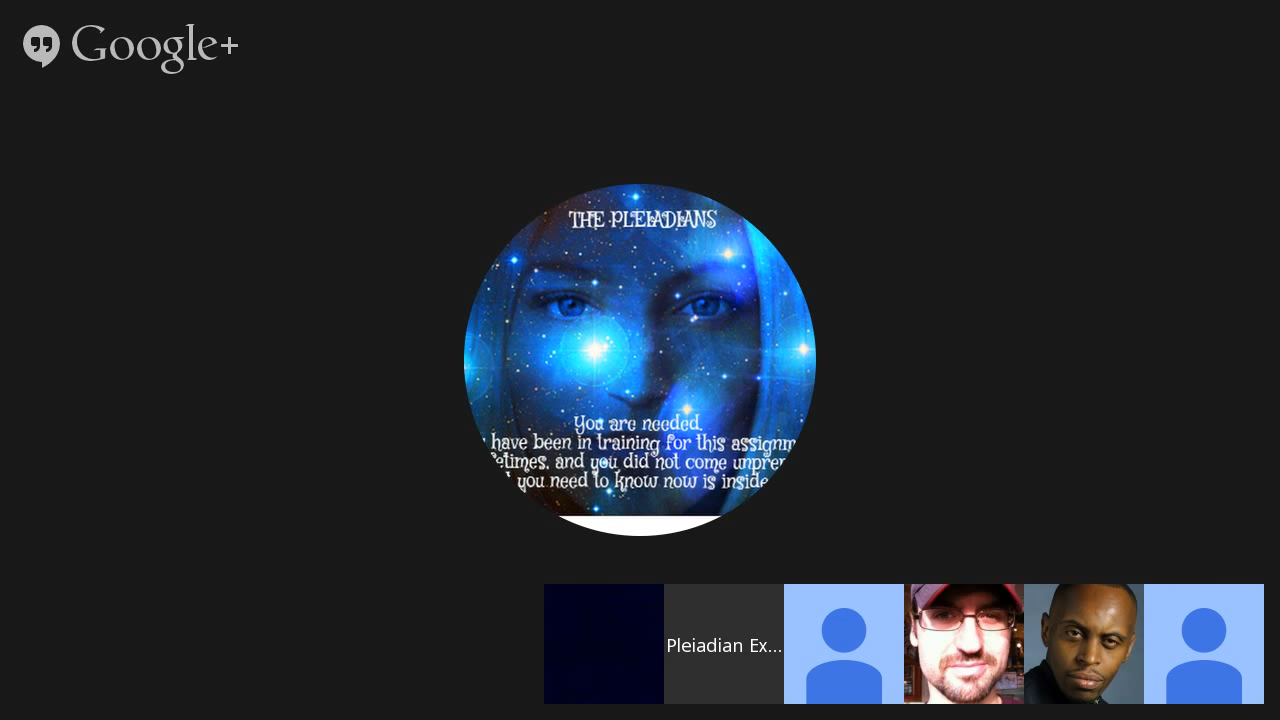 Google+
THE PLEIADIANS
You are needed.
have been in training for this assignm
etimes, and you did not come unprep
you need to know now is inside
Pleiadian Ex...